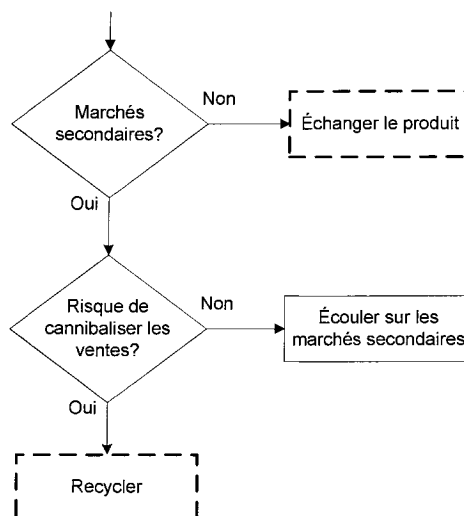 Marchés
secondaires?
Non
Échanger le produit
Oui
Risque de
cannibaliser les
ventes?
Non
Écouler sur les
marchés secondaires
Oui
Recycler